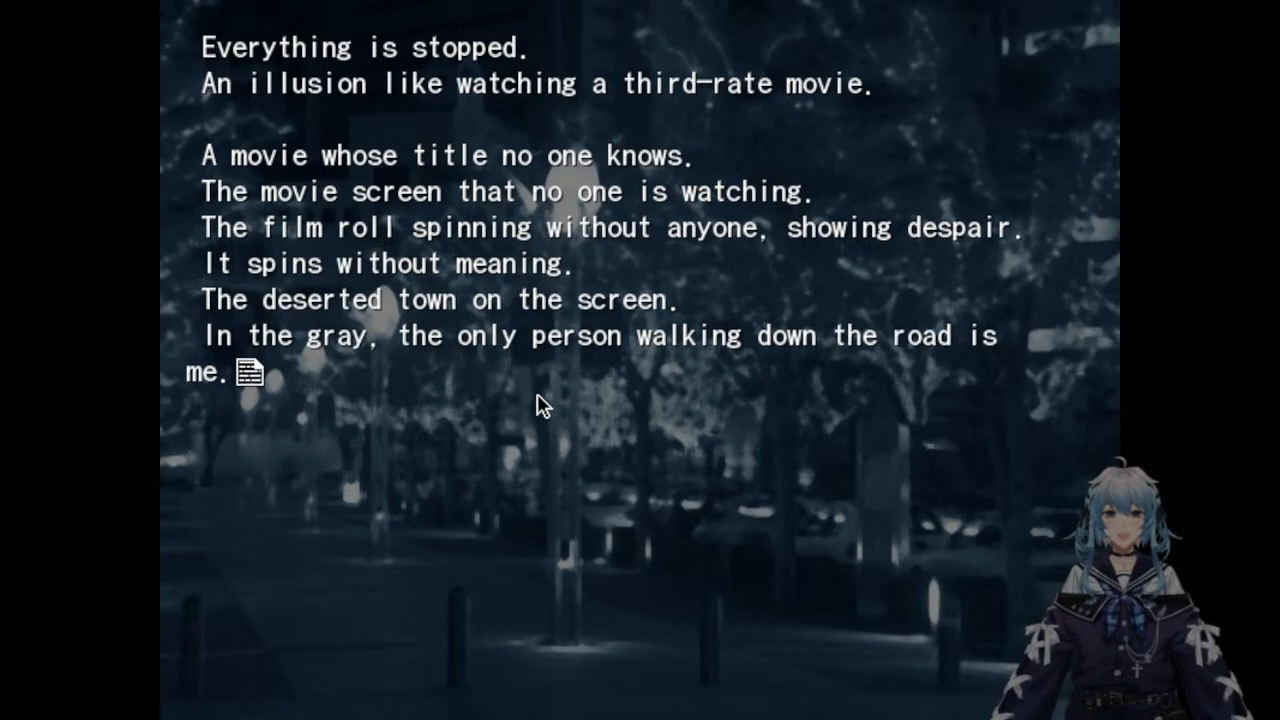 Everything is stopped.
An illusion like watching a third-rate movie.
A movie whose title no one knows.
The movie screen that no one is watching.
The film roll spinning without anyone, showing despair.
It spins without meaning.
The deserted town on the screen.
In the gray, the only person walking down the road is
me.